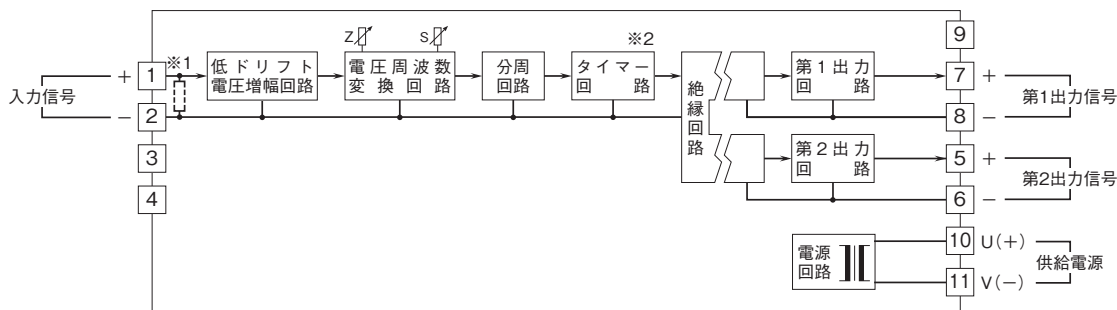 9
Z
S
※1
※2
低ドリフト
電圧増幅回路
電圧周波数
変換回路
分周
回路
タイマー
回路
絶縁回路
第1出力
回路
+
1
入力信号
−
2
3
4
7
+
8
−
第1出力信号
第2出力
回路
5
+
6
−
第2出力信号
電源
回路
10
U(+)
11
V(−)
供給電源